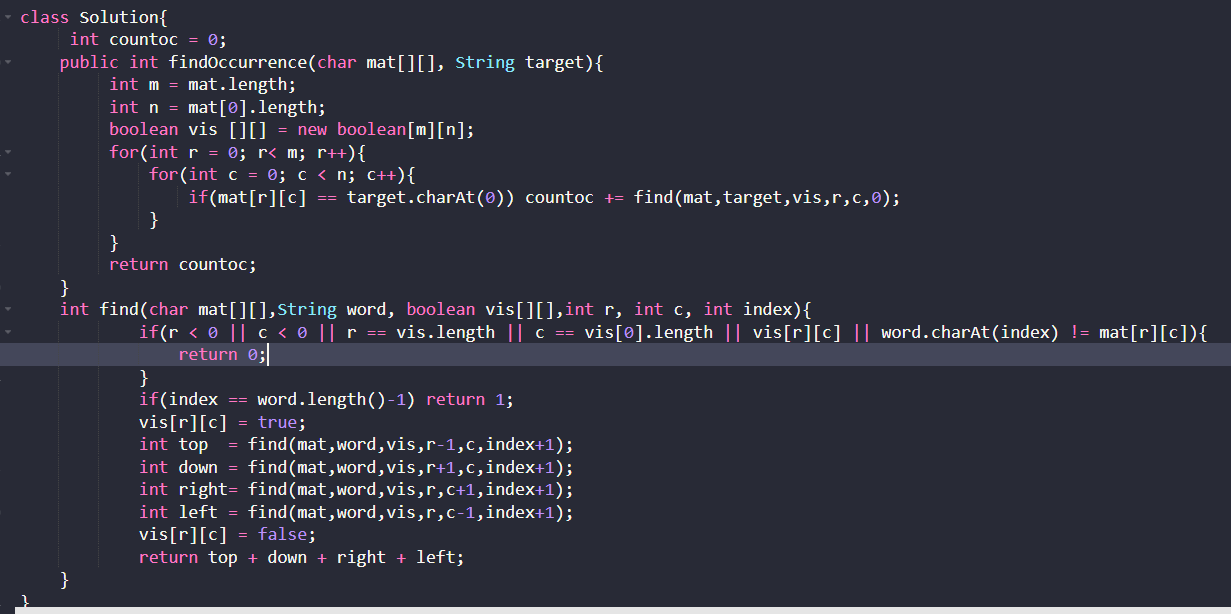 class Solution{
int countoc = 0;
public int findOccurrence(char mat[][], String target){
int m = mat.length;
int n = mat[0].length;
boolean vis [][] = new boolean[m][n];
for(int r = 0; r< m; r++){
for(int c = 0; c < n; c++){
if(mat[r][c] == target.charAt(0)) countoc += find(mat,target,vis,r,c,0);
}
}
return countoc;
}
int find(char mat[][],String word, boolean vis[][],int r, int c, int index){
if(r < 0 || c < 0 || r == vis.length || c == vis[0].length || vis[r][c] || word.charAt(index) != mat[r][c]){
return 0;
}
if(index == word.length()-1) return 1;
vis[r][c] = true;
int top  = find(mat,word,vis,r-1,c,index+1);
int down = find(mat,word,vis,r+1,c,index+1);
int right= find(mat,word,vis,r,c+1,index+1);
int left = find(mat,word,vis,r,c-1,index+1);
vis[r][c] = false;
return top + down + right + left;
}
}